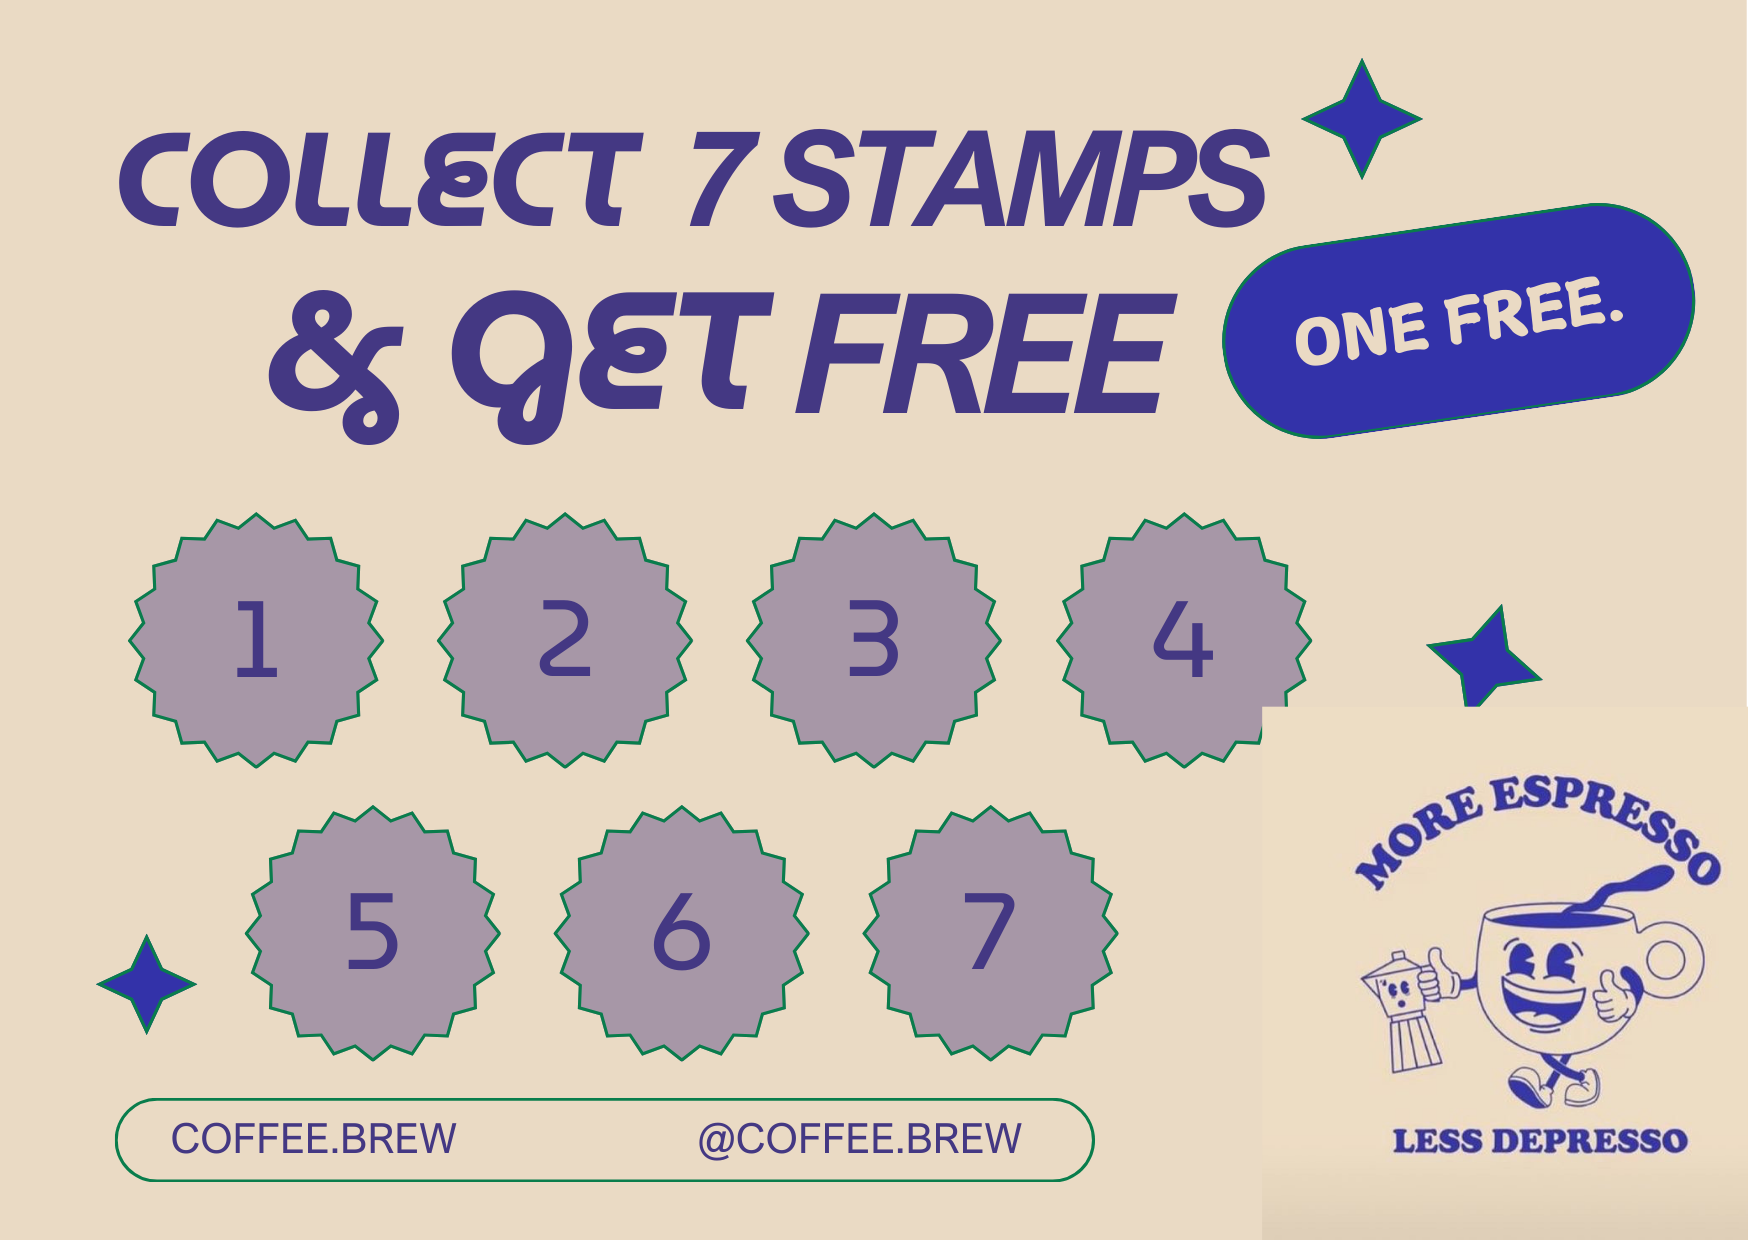 COLLECT 7 STAMPS
& GET FREE
ONE FREE.
1 2 3 4
5 6 7
MORE ESPRESSO
LESS DEPRESSO
COFFEE.BREW @COFFEE.BREW